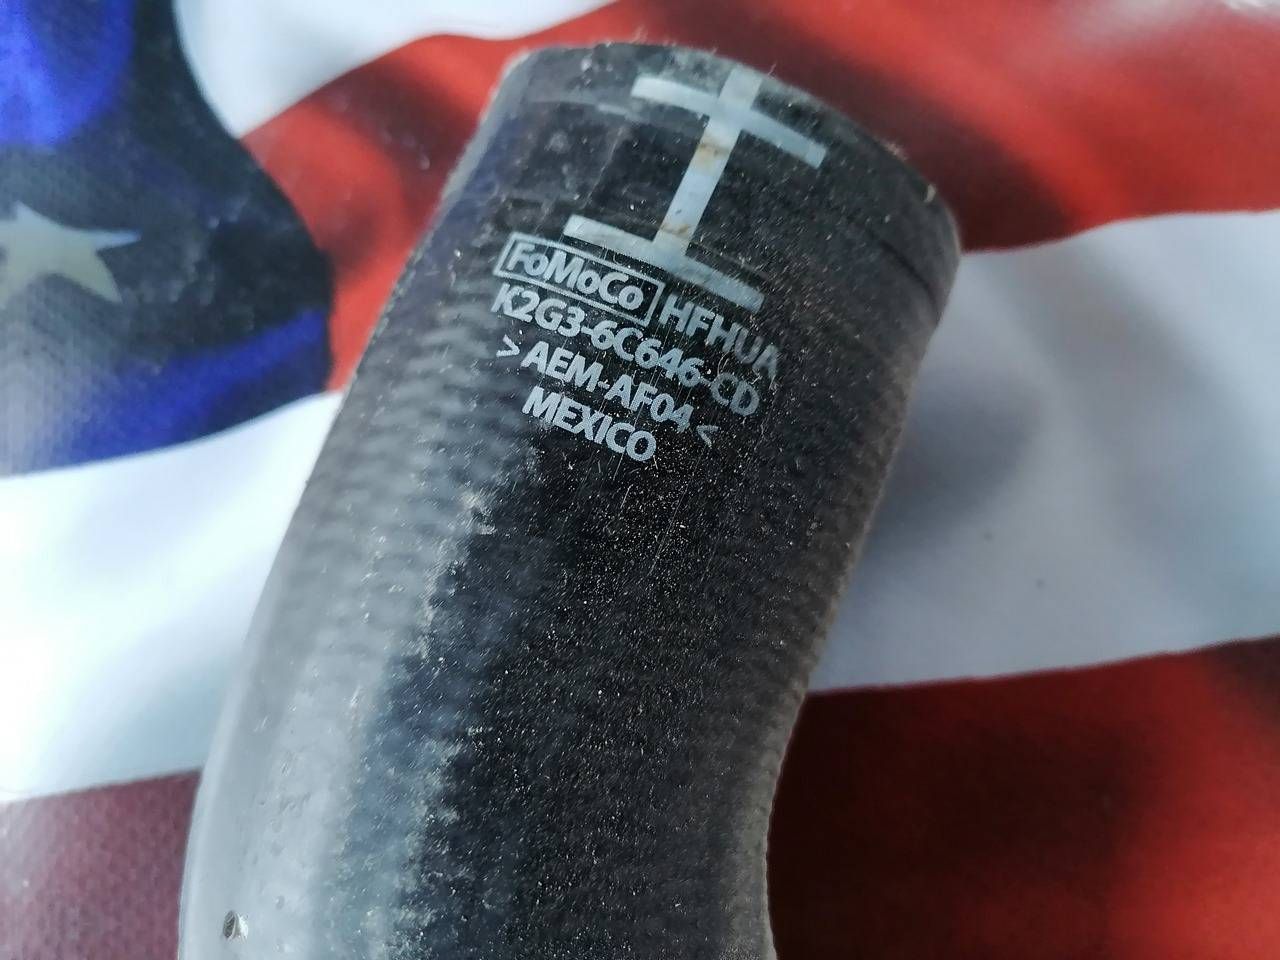 FoMoCo HFHUA
K2G3-6C646-CD
>AEM-AF04<
MEXICO